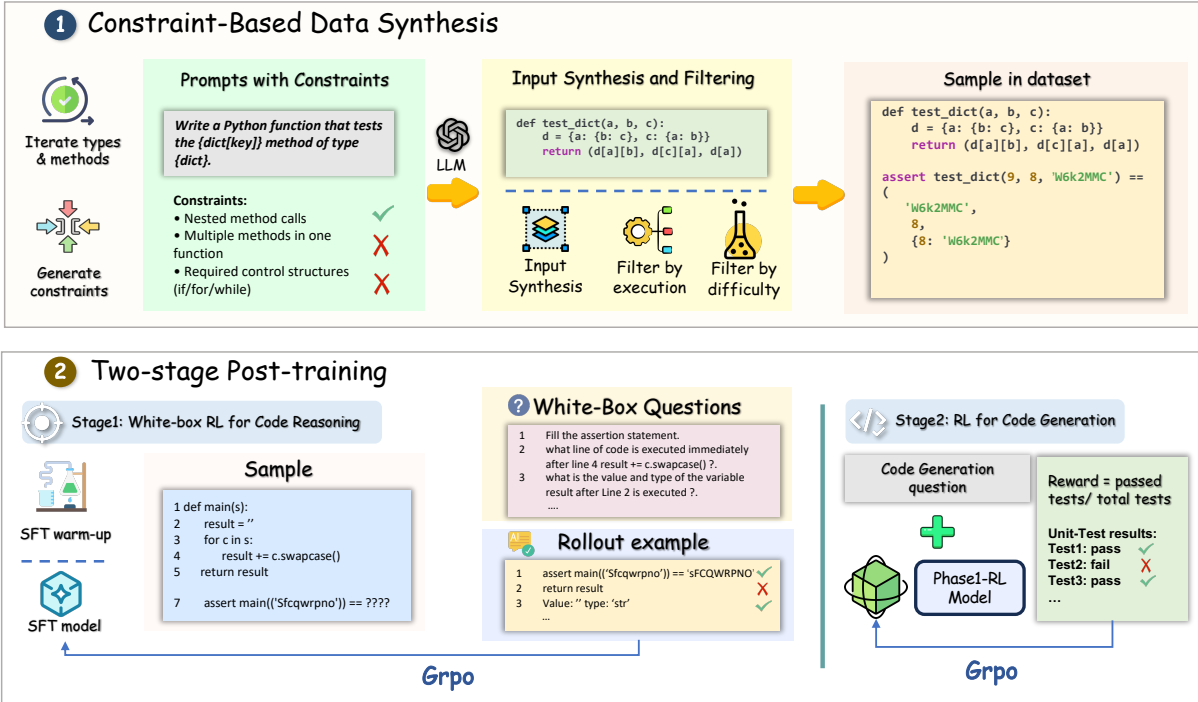 1 Constraint-Based Data Synthesis
Iterate types
& methods
Generate
constraints
Prompts with Constraints
Write a Python function that tests
the {dict[key]} method of type
{dict}.
Constraints:
• Nested method calls
• Multiple methods in one
function
• Required control structures
(if/for/while)
LLM
Input Synthesis and Filtering
def test_dict(a, b, c):
d = {a: {b: c}, c: {a: b}}
return (d[a][b], d[c][a], d[a])
Input
Synthesis
Filter by
execution
Filter by
difficulty
Sample in dataset
def test_dict(a, b, c):
d = {a: {b: c}, c: {a: b}}
return (d[a][b], d[c][a], d[a])
assert test_dict(9, 8, 'W6k2MMC') ==
(
'W6k2MMC',
8,
{8: 'W6k2MMC'}
)
2 Two-stage Post-training
Stage1: White-box RL for Code Reasoning
SFT warm-up
SFT model
Sample
1 def main(s):
2 result = ''
3 for c in s:
4 result += c.swapcase()
5 return result
7 assert main(('Sfcqwrpno')) == ????
? White-Box Questions
1 Fill the assertion statement.
2 what line of code is executed immediately
after line 4 result += c.swapcase() ?.
3 what is the value and type of the variable
result after Line 2 is executed ?.
....
AI
Rollout example
1 assert main(('Sfcqwrpno')) == 'sFCQWRPNO'
2 return result
3 Value: '' type: 'str'
...
Grpo
</> Stage2: RL for Code Generation
Code Generation
question
Phase1-RL
Model
Reward = passed
tests/ total tests
Unit-Test results:
Test1: pass
Test2: fail
Test3: pass
...
Grpo